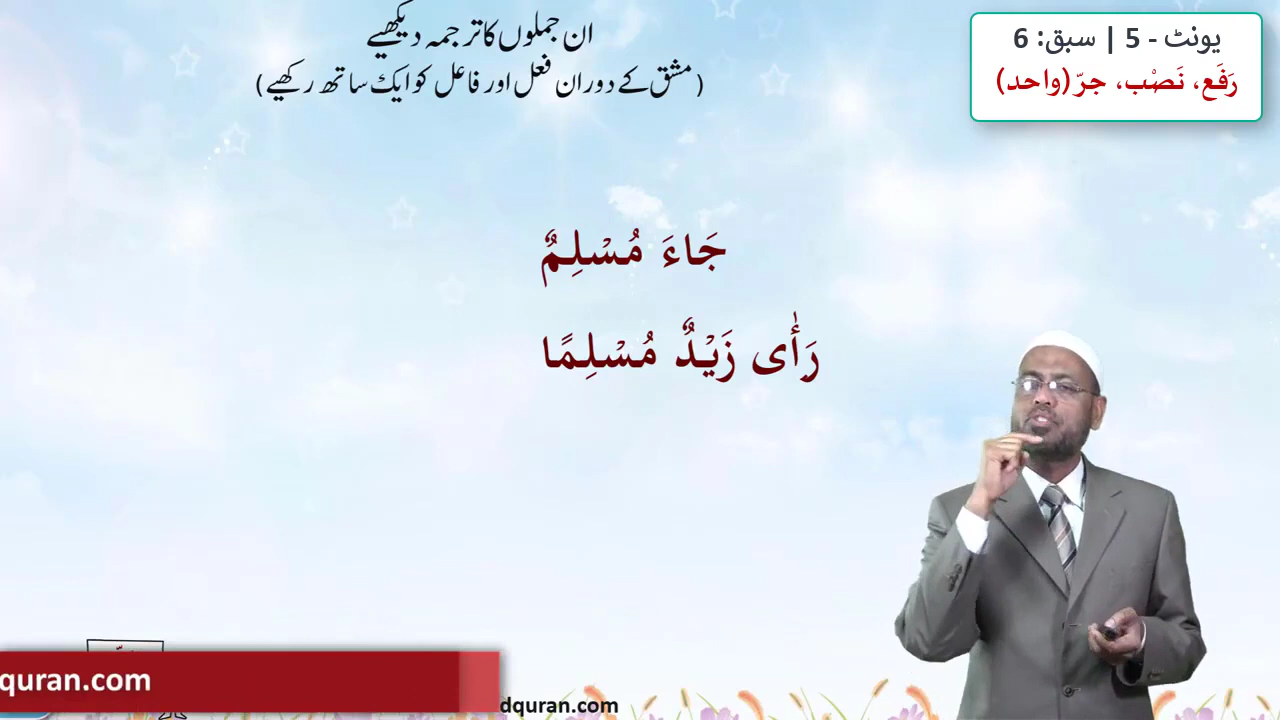 ان جملوں کا ترجمہ دیکھیے
(مشق کے دوران فعل اور فاعل کو ایک ساتھ رکھیے)
یونٹ - 5 | سبق: 6
رَفَع، نَصْب، جرّ (واحد)
جَاءَ مُسْلِمٌ
رَأٰى زَيْدٌ مُسْلِمًا
quran.com
dquran.com